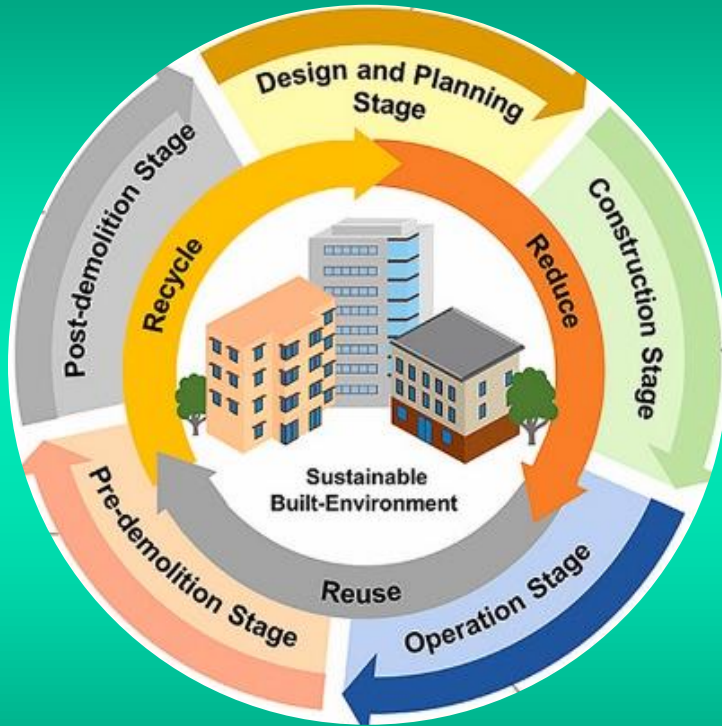 Design and Planning
Stage
Construction Stage
Operation Stage
Pre-demolition Stage
Post-demolition Stage
Reduce
Reuse
Recycle
Sustainable
Built-Environment